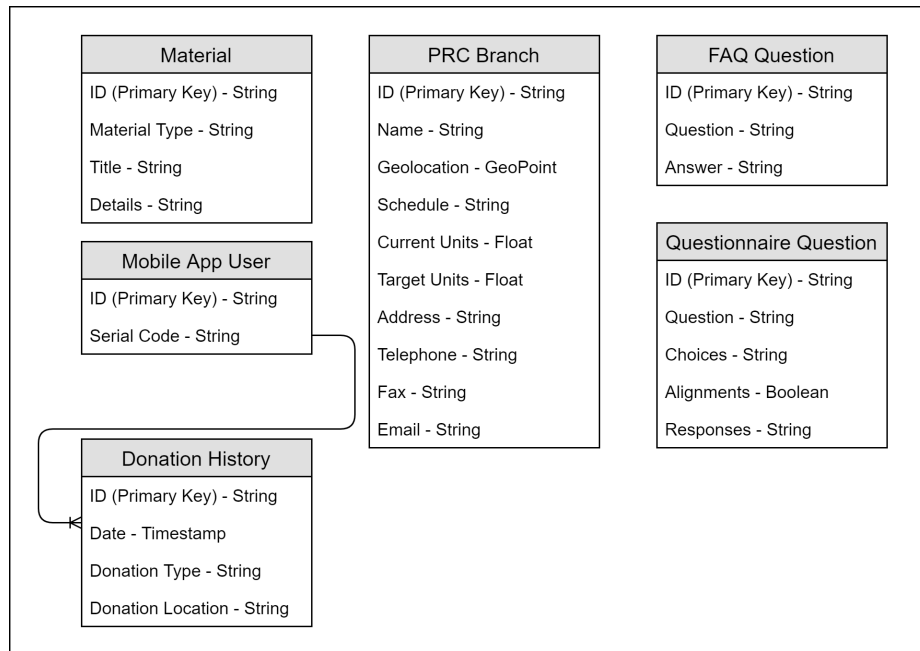 Material
ID (Primary Key) - String
Material Type - String
Title - String
Details - String
Mobile App User
ID (Primary Key) - String
Serial Code - String
Donation History
ID (Primary Key) - String
Date - Timestamp
Donation Type - String
Donation Location - String
PRC Branch
ID (Primary Key) - String
Name - String
Geolocation - GeoPoint
Schedule - String
Current Units - Float
Target Units - Float
Address - String
Telephone - String
Fax - String
Email - String
FAQ Question
ID (Primary Key) - String
Question - String
Answer - String
Questionnaire Question
ID (Primary Key) - String
Question - String
Choices - String
Alignments - Boolean
Responses - String